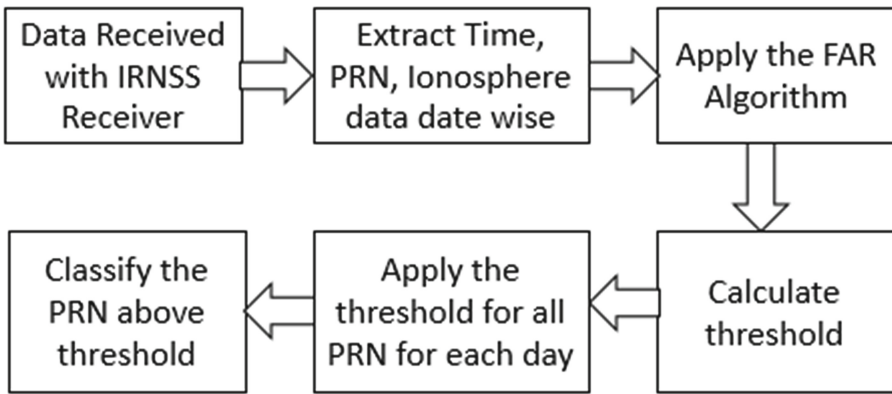 Data Received
with IRNSS
Receiver
Extract Time,
PRN, Ionosphere
data date wise
Apply the FAR
Algorithm
Calculate
threshold
Apply the
threshold for all
PRN for each day
Classify the
PRN above
threshold